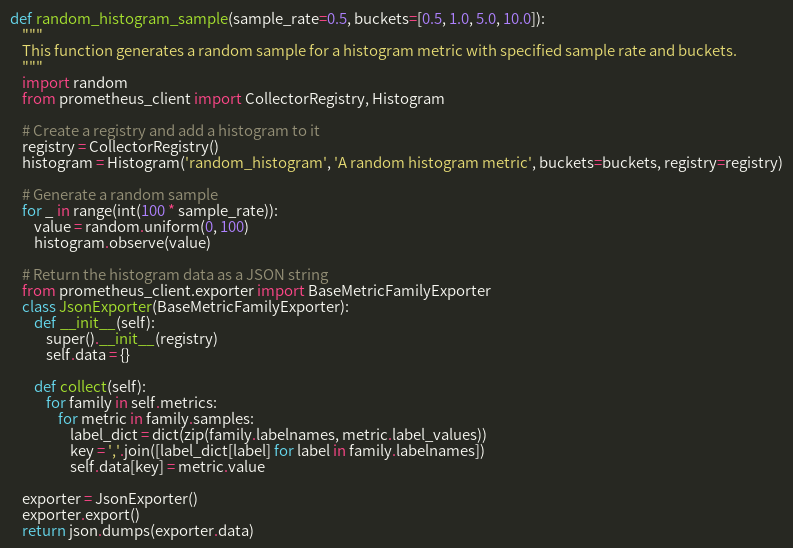 def random_histogram_sample(sample_rate=0.5, buckets=[0.5, 1.0, 5.0, 10.0]):
    """
    This function generates a random sample for a histogram metric with specified sample rate and buckets.
    """
    import random
    from prometheus_client import CollectorRegistry, Histogram

    # Create a registry and add a histogram to it
    registry = CollectorRegistry()
    histogram = Histogram('random_histogram', 'A random histogram metric', buckets=buckets, registry=registry)

    # Generate a random sample
    for _ in range(int(100 * sample_rate)):
        value = random.uniform(0, 100)
        histogram.observe(value)

    # Return the histogram data as a JSON string
    from prometheus_client.exporter import BaseMetricFamilyExporter
    class JsonExporter(BaseMetricFamilyExporter):
        def __init__(self):
            super().__init__(registry)
            self.data = {}

        def collect(self):
            for family in self.metrics:
                for metric in family.samples:
                    label_dict = dict(zip(family.labelnames, metric.label_values))
                    key = ','.join([label_dict[label] for label in family.labelnames])
                    self.data[key] = metric.value

    exporter = JsonExporter()
    exporter.export()
    return json.dumps(exporter.data)